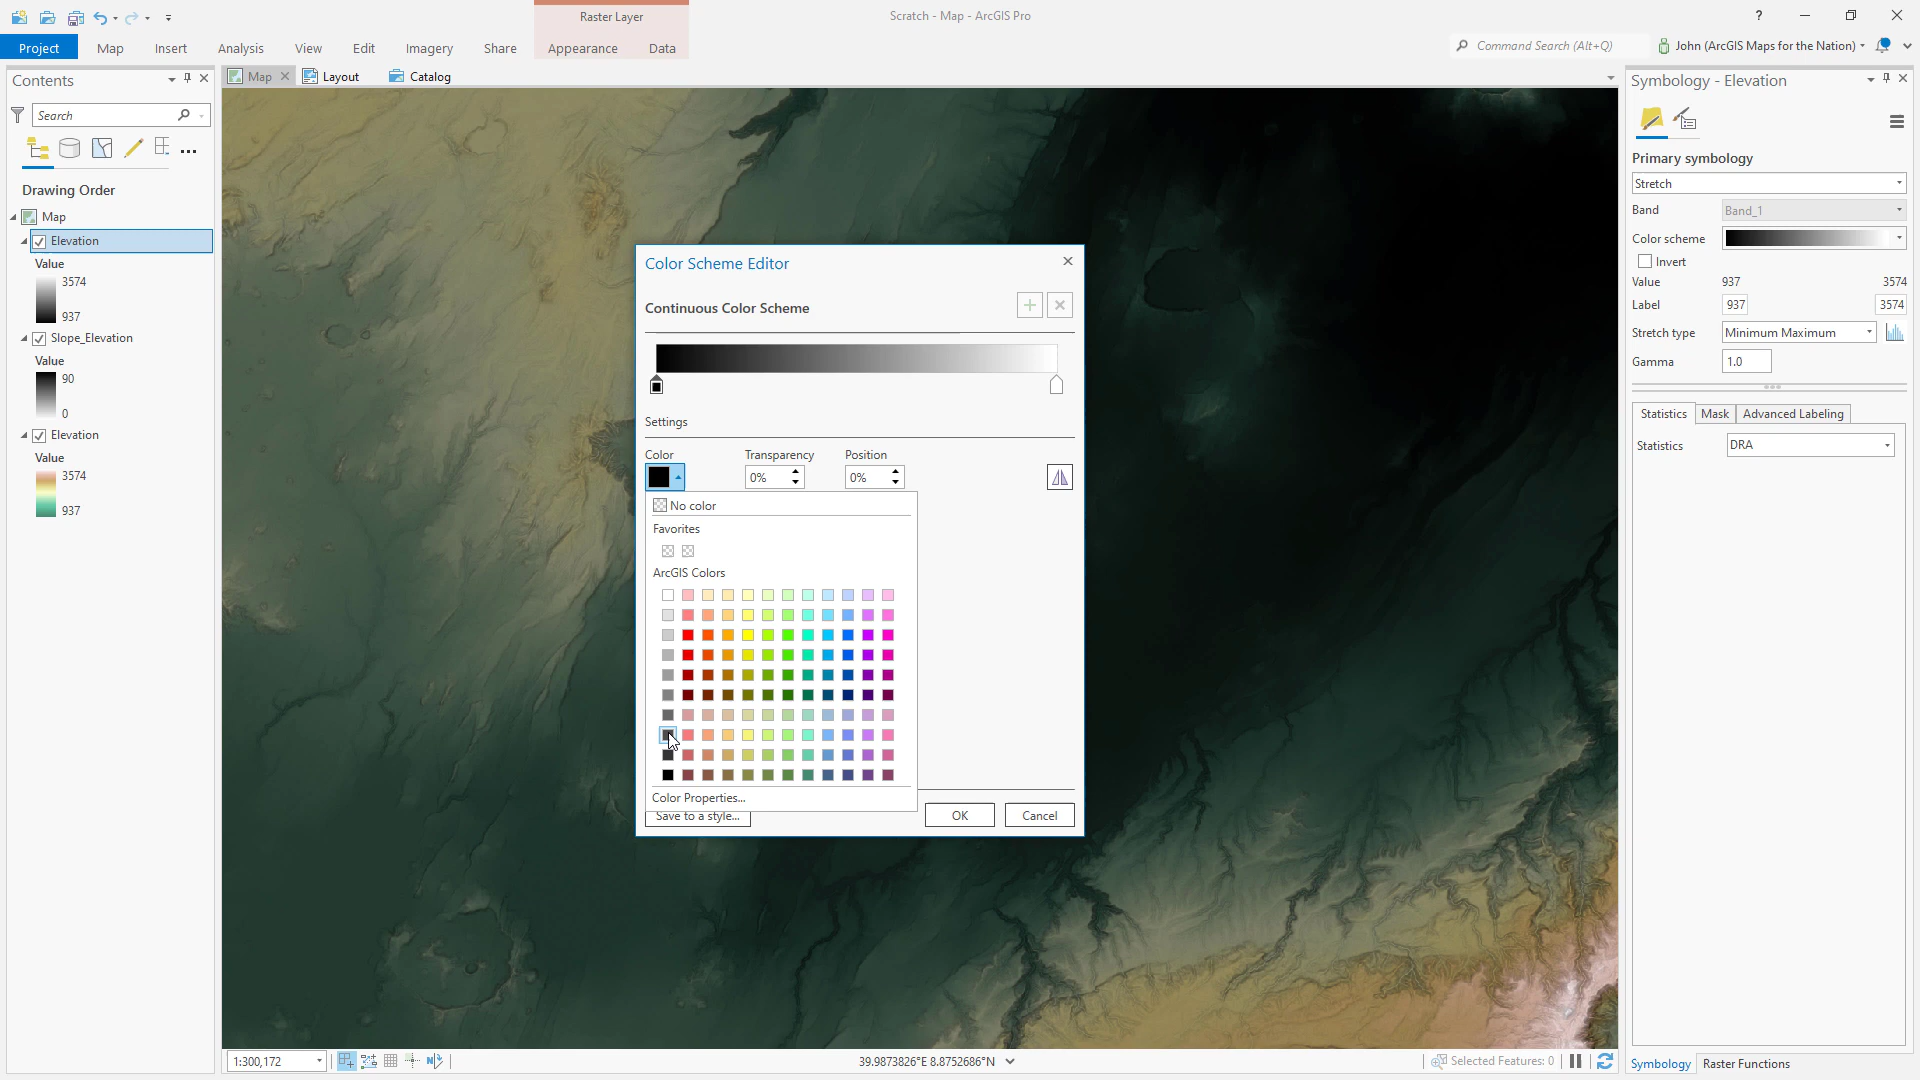 Raster Layer
Scratch - Map - ArcGIS Pro
?
Project Map Insert Analysis View Edit Imagery Share Appearance Data
Command Search (Alt+Q)
John (ArcGIS Maps for the Nation)
Contents
Map Layout Catalog
Symbology - Elevation
Search
Drawing Order
Map
Elevation
Value
3574
937
Slope_Elevation
Value
90
0
Elevation
Value
3574
937
Color Scheme Editor
Continuous Color Scheme
Settings
Color Transparency Position
0% 0%
No color
Favorites
ArcGIS Colors
Color Properties...
Save to a style...
OK Cancel
Primary symbology
Stretch
Band Band_1
Color scheme
Invert
Value 937 3574
Label 937 3574
Stretch type Minimum Maximum
Gamma 1.0
Statistics Mask Advanced Labeling
Statistics DRA
1:300,172
39.9873826°E 8.8752686°N
Selected Features: 0
Symbology Raster Functions